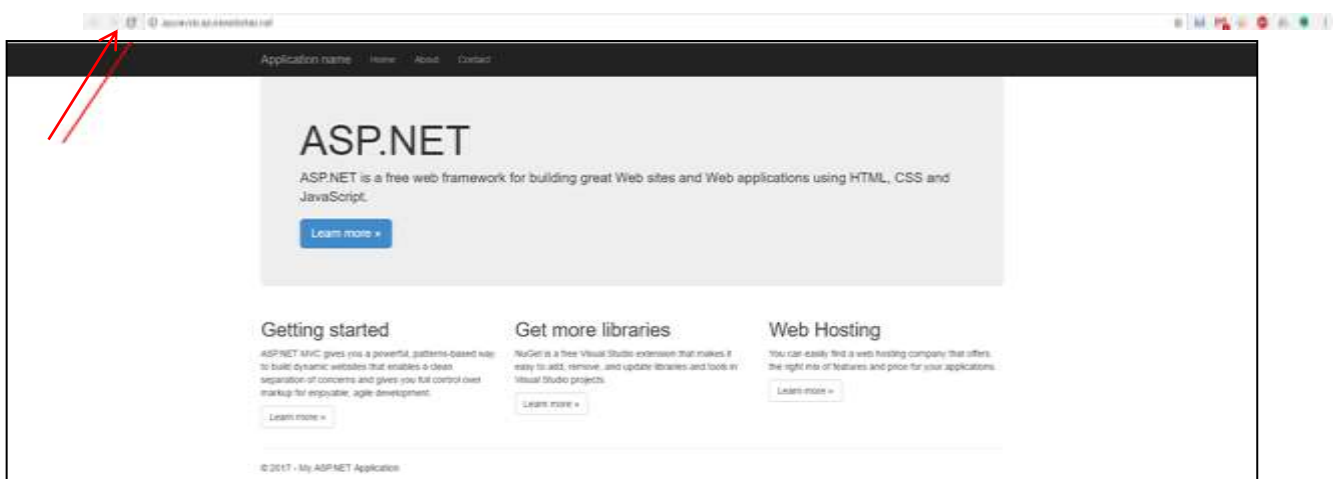 Application name Home About Contact
ASP.NET
ASP.NET is a free web framework for building great Web sites and Web applications using HTML, CSS and
JavaScript.
Learn more »
Getting started
ASP.NET MVC gives you a powerful, patterns-based way
to build dynamic websites that enables a clean
separation of concerns and gives you full control over
markup for enjoyable, agile development.
Learn more »
Get more libraries
NuGet is a free Visual Studio extension that makes it
easy to add, remove, and update libraries and tools in
Visual Studio projects.
Learn more »
Web Hosting
You can easily find a web hosting company that offers
the right mix of features and price for your applications.
Learn more »
© 2017 - My ASP.NET Application